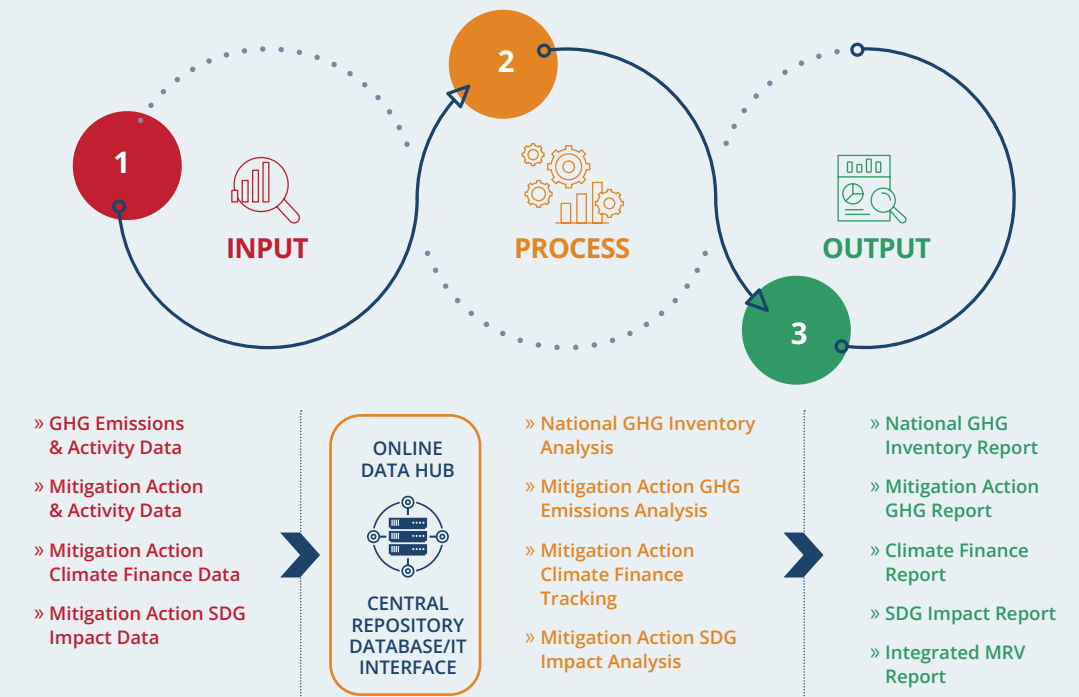 1
2
3
INPUT
PROCESS
OUTPUT
» GHG Emissions
& Activity Data
» Mitigation Action
& Activity Data
» Mitigation Action
Climate Finance Data
» Mitigation Action SDG
Impact Data
ONLINE
DATA HUB
CENTRAL
REPOSITORY
DATABASE/IT
INTERFACE
» National GHG Inventory
Analysis
» Mitigation Action GHG
Emissions Analysis
» Mitigation Action
Climate Finance
Tracking
» Mitigation Action SDG
Impact Analysis
» National GHG
Inventory Report
» Mitigation Action
GHG Report
» Climate Finance
Report
» SDG Impact Report
» Integrated MRV
Report